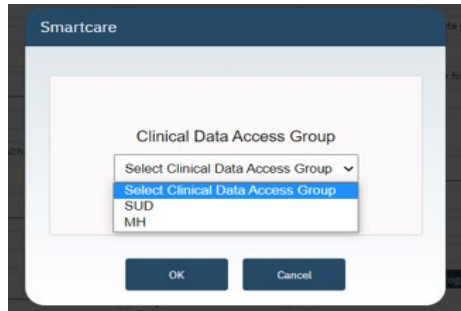 Smartcare
Clinical Data Access Group
Select Clinical Data Access Group
Select Clinical Data Access Group
SUD
MH
OK
Cancel